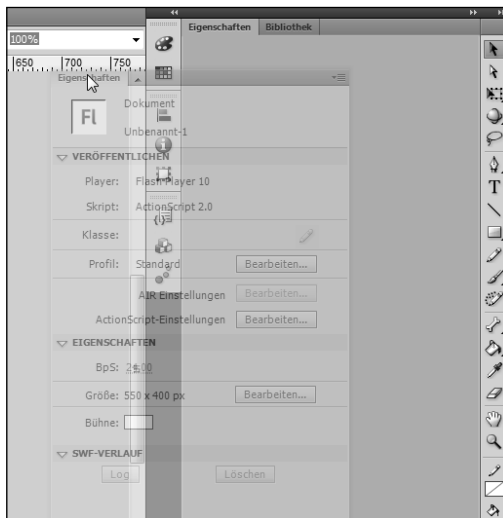 Eigenschaften Bibliothek
100%
650 700 750
Eigenschaften
Fl
Dokument
Unbenannt-1
VERÖFFENTLICHEN
Player: Flash Player 10
Skript: ActionScript 2.0
Klasse:
Profil: Standard Bearbeiten...
AIR Einstellungen Bearbeiten...
ActionScript-Einstellungen Bearbeiten...
EIGENSCHAFTEN
BpS: 24.00
Größe: 550 x 400 px Bearbeiten...
Bühne:
SWF-VERLAUF
Log Löschen